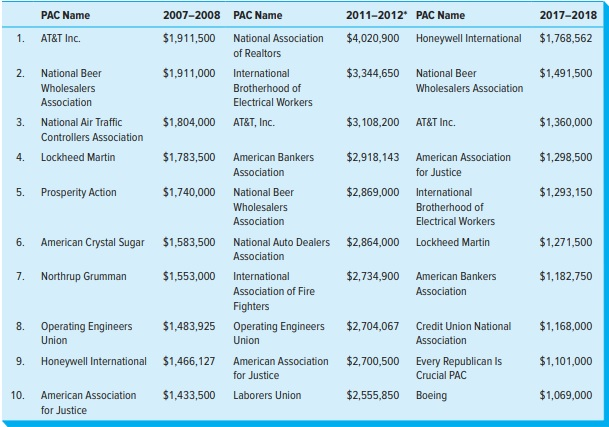 PAC Name 2007–2008 PAC Name 2011–2012* PAC Name 2017–2018
1. AT&T Inc. $1,911,500 National Association $4,020,900 Honeywell International $1,768,562
of Realtors
2. National Beer $1,911,000 International $3,344,650 National Beer $1,491,500
Wholesalers Brotherhood of Wholesalers Association
Association Electrical Workers
3. National Air Traffic $1,804,000 AT&T, Inc. $3,108,200 AT&T Inc. $1,360,000
Controllers Association
4. Lockheed Martin $1,783,500 American Bankers $2,918,143 American Association $1,298,500
Association for Justice
5. Prosperity Action $1,740,000 National Beer $2,869,000 International $1,293,150
Wholesalers Brotherhood of
Association Electrical Workers
6. American Crystal Sugar $1,583,500 National Auto Dealers $2,864,000 Lockheed Martin $1,271,500
Association
7. Northrup Grumman $1,553,000 International $2,734,900 American Bankers $1,182,750
Association of Fire Association
Fighters
8. Operating Engineers $1,483,925 Operating Engineers $2,704,067 Credit Union National $1,168,000
Union Union Association
9. Honeywell International $1,466,127 American Association $2,700,500 Every Republican Is $1,101,000
for Justice Crucial PAC
10. American Association $1,433,500 Laborers Union $2,555,850 Boeing $1,069,000
for Justice